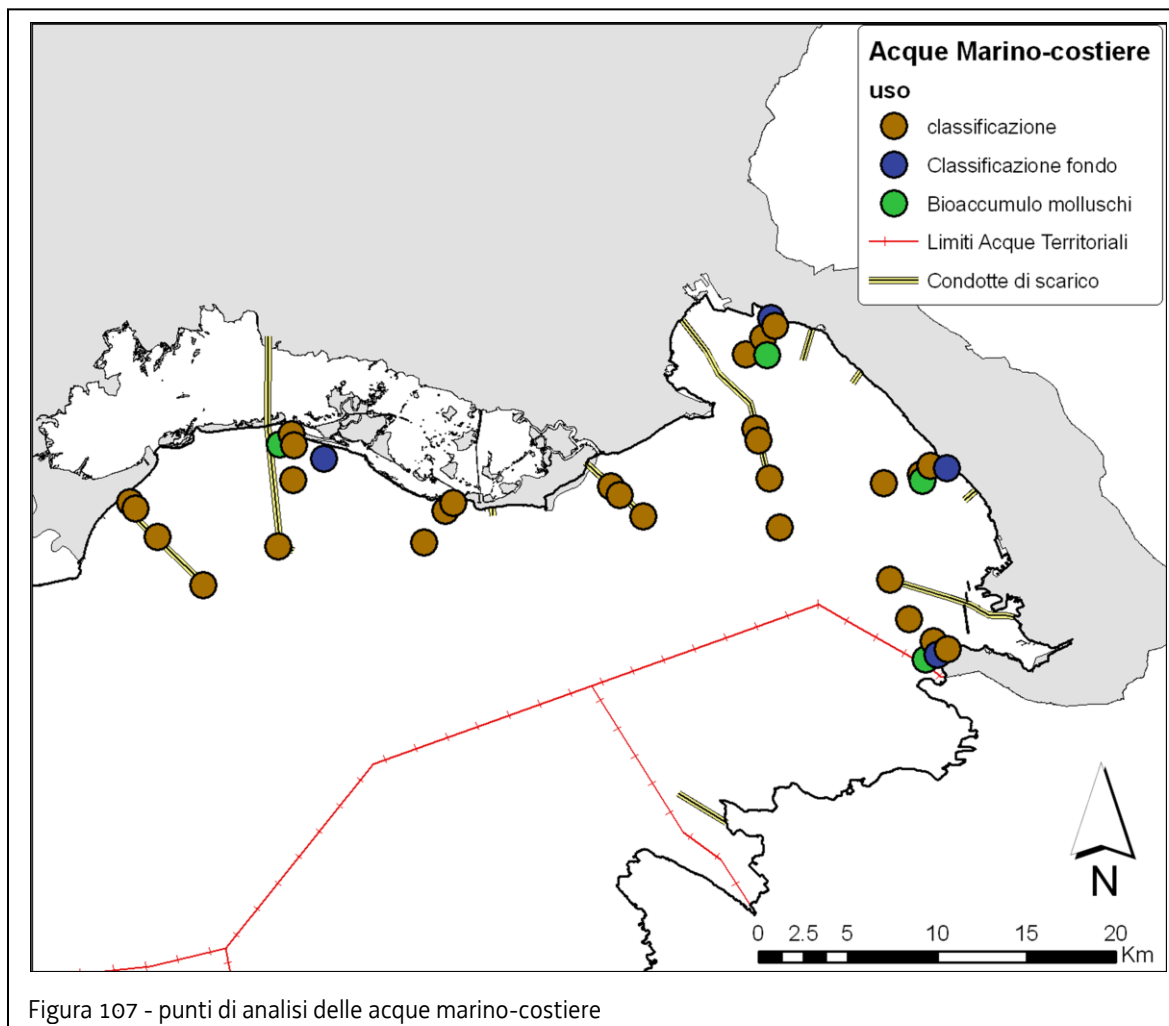 Acque Marino-costiere
uso
classificazione
Classificazione fondo
Bioaccumulo molluschi
Limiti Acque Territoriali
Condotte di scarico
N
0 2.5 5 10 15 20
Km
Figura 107 - punti di analisi delle acque marino-costiere